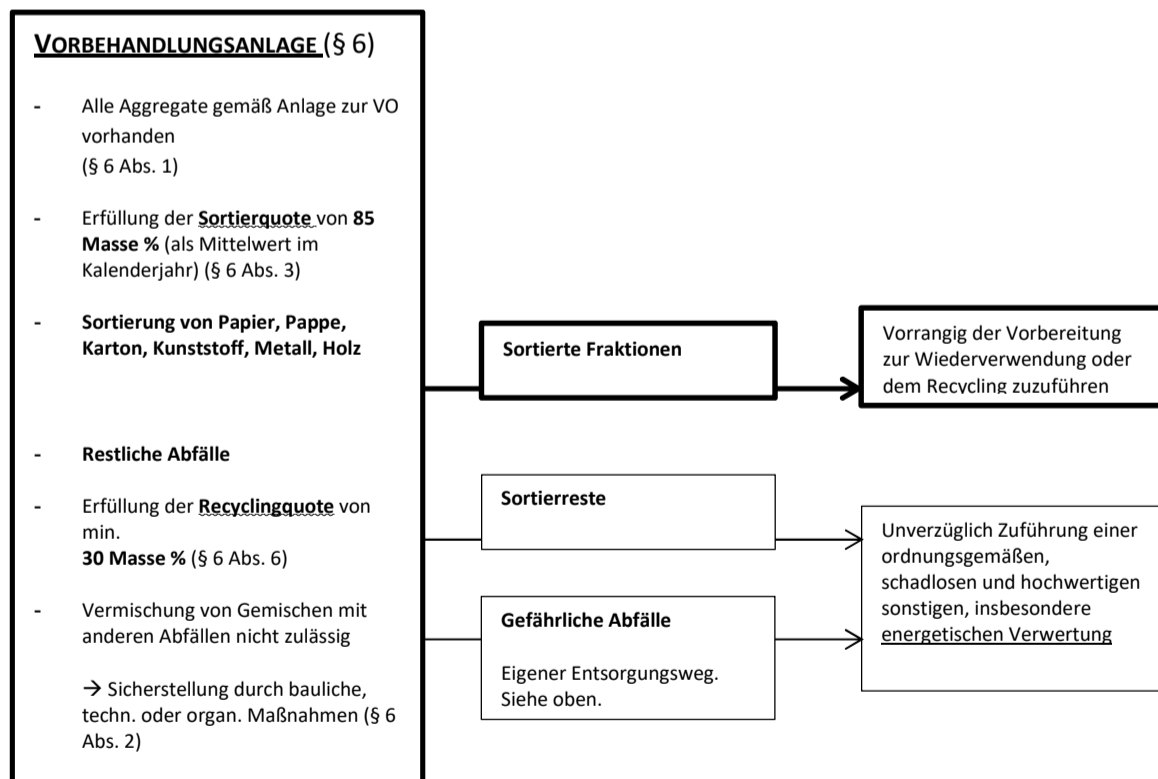 VORBEHANDLUNGSANLAGE (§ 6)
- Alle Aggregate gemäß Anlage zur VO
vorhanden
(§ 6 Abs. 1)
- Erfüllung der Sortierquote von 85
Masse % (als Mittelwert im
Kalenderjahr) (§ 6 Abs. 3)
- Sortierung von Papier, Pappe,
Karton, Kunststoff, Metall, Holz
- Restliche Abfälle
- Erfüllung der Recyclingquote von
min.
30 Masse % (§ 6 Abs. 6)
- Vermischung von Gemischen mit
anderen Abfällen nicht zulässig
→ Sicherstellung durch bauliche,
techn. oder organ. Maßnahmen (§ 6
Abs. 2)
Sortierte Fraktionen
Vorrangig der Vorbereitung
zur Wiederverwendung oder
dem Recycling zuzuführen
Sortierreste
Gefährliche Abfälle
Eigener Entsorgungsweg.
Siehe oben.
Unverzüglich Zuführung einer
ordnungsgemäßen,
schadlosen und hochwertigen
sonstigen, insbesondere
energetischen Verwertung